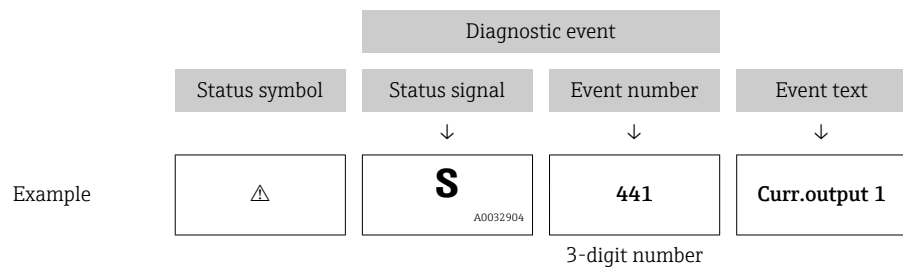 Diagnostic event
Status symbol Status signal Event number Event text
↓ ↓ ↓
Example ⚠ S 441 Curr.output 1
A0032904
3-digit number